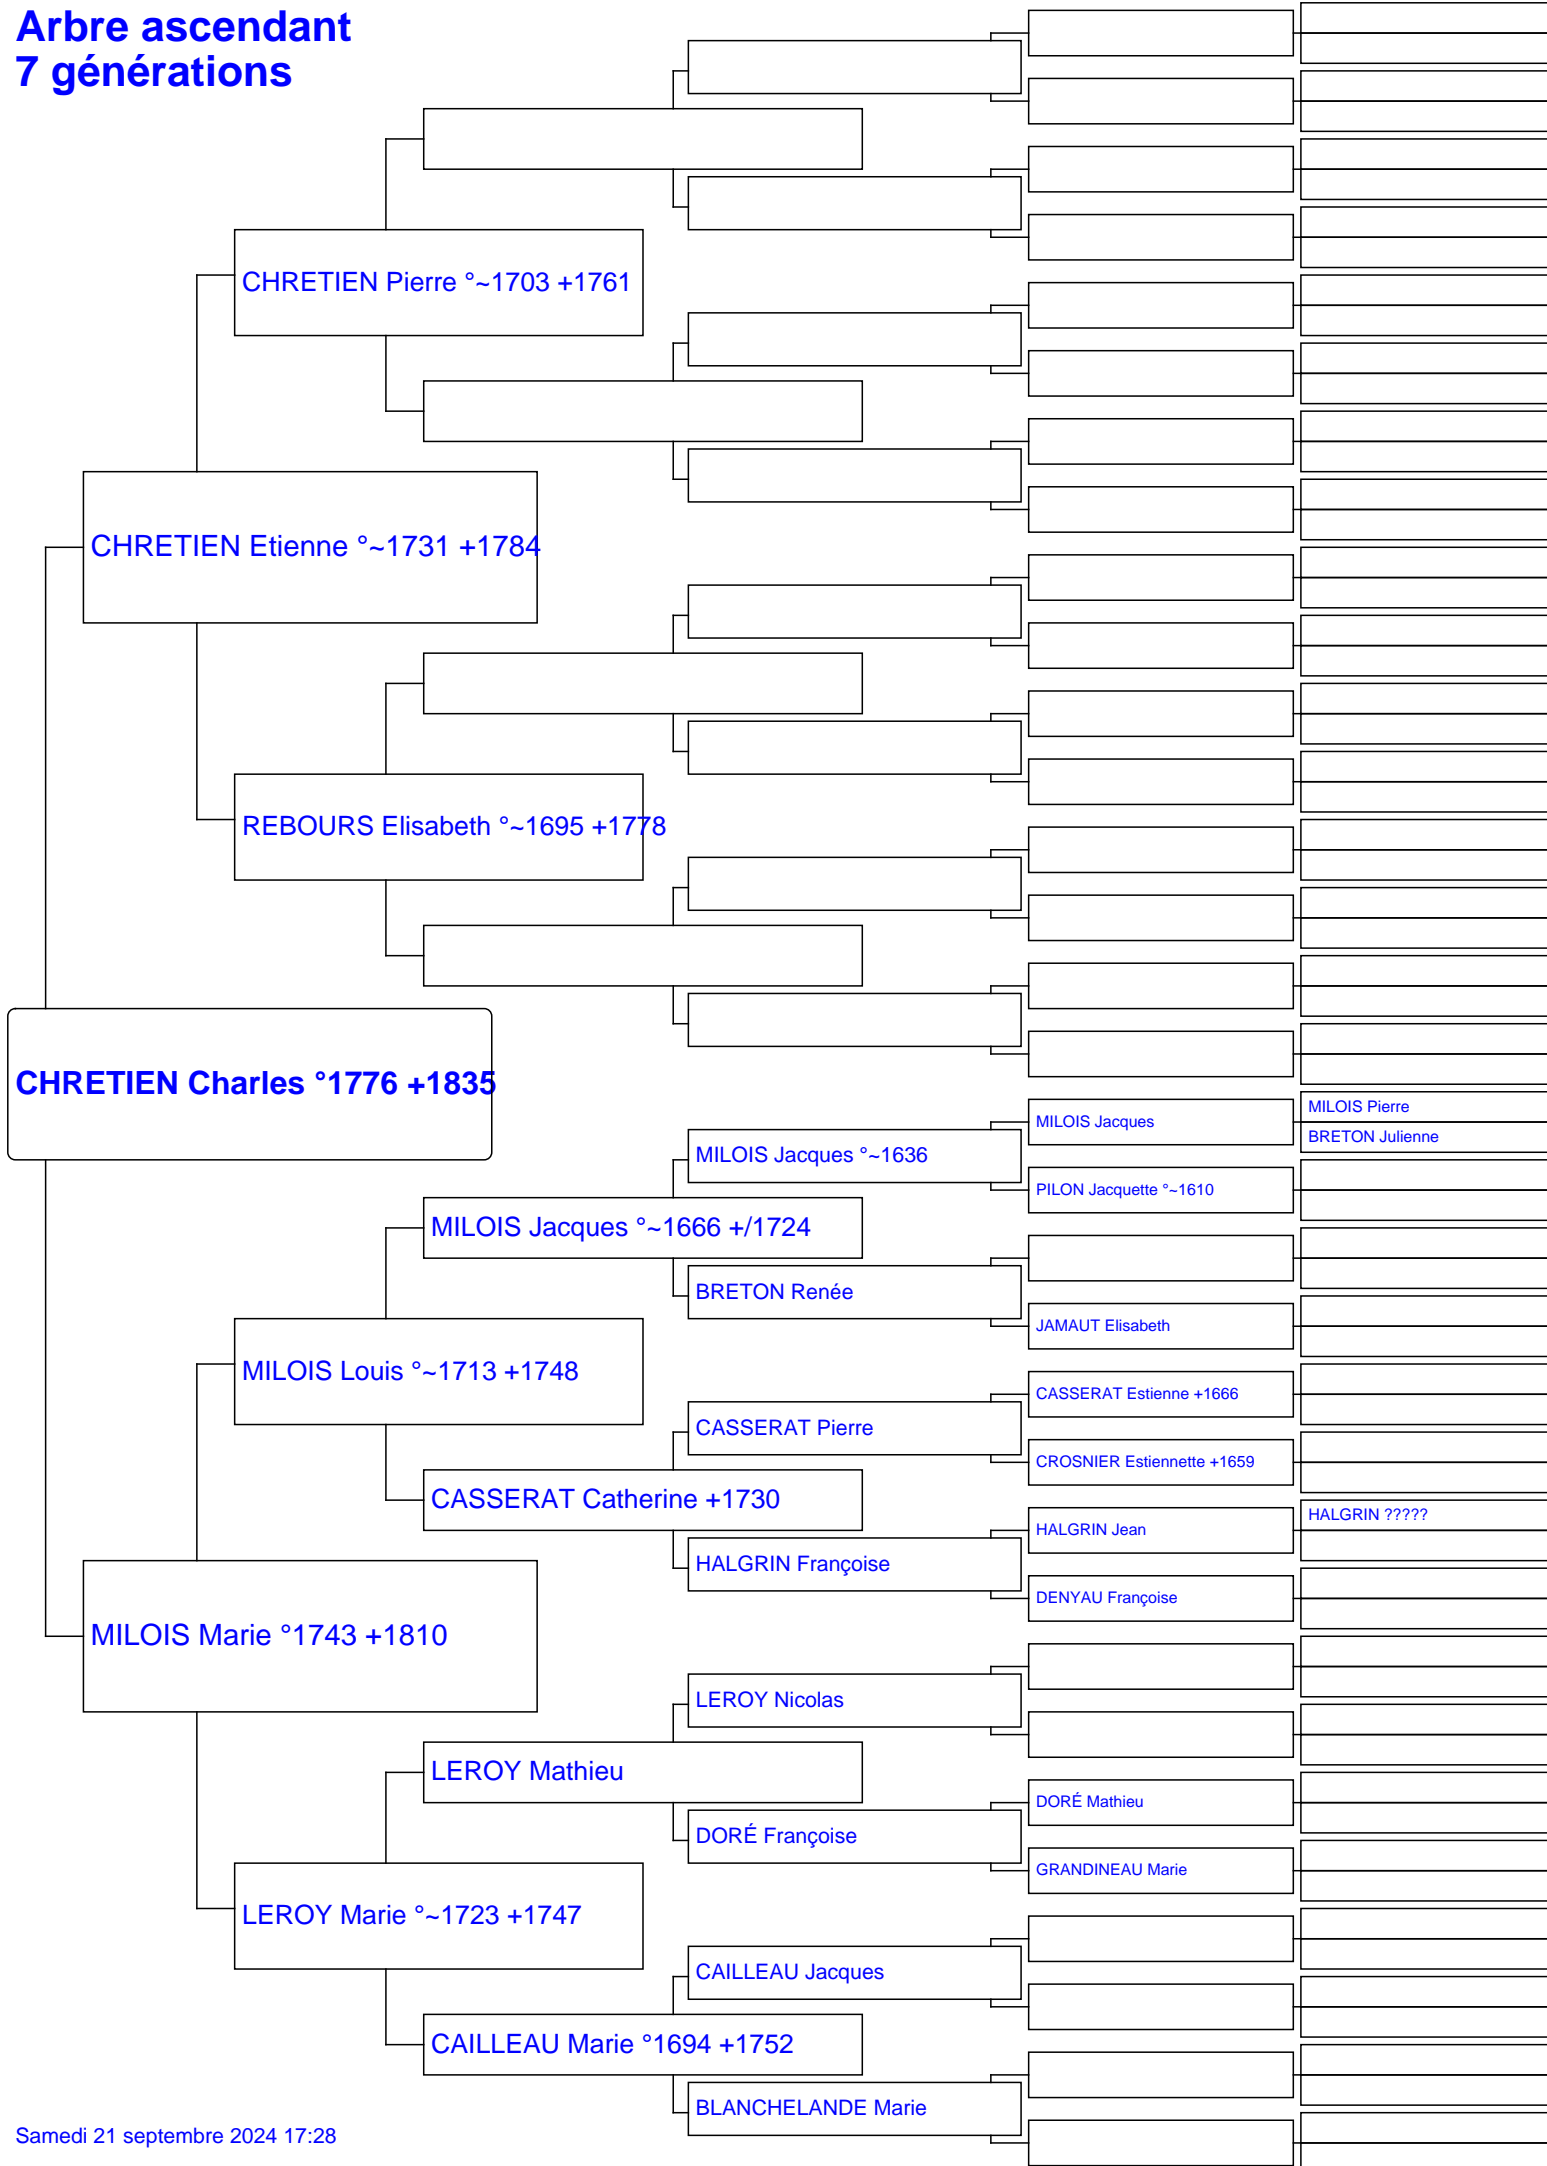 Arbre ascendant
7 générations
CHRETIEN Pierre °~1703 +1761
CHRETIEN Etienne °~1731 +1784
REBOURS Elisabeth °~1695 +1778
CHRETIEN Charles °1776 +1835
MILOIS Pierre
MILOIS Jacques
BRETON Julienne
MILOIS Jacques °~1636
PILON Jacquette °~1610
MILOIS Jacques °~1666 +/1724
BRETON Renée
JAMAUT Elisabeth
MILOIS Louis °~1713 +1748
CASSERAT Estienne +1666
CASSERAT Pierre
CROSNIER Estiennette +1659
CASSERAT Catherine +1730
HALGRIN ?????
HALGRIN Jean
HALGRIN Françoise
DENYAU Françoise
MILOIS Marie °1743 +1810
LEROY Nicolas
LEROY Mathieu
DORÉ Mathieu
DORÉ Françoise
GRANDINEAU Marie
LEROY Marie °~1723 +1747
CAILLEAU Jacques
CAILLEAU Marie °1694 +1752
BLANCHELANDE Marie
Samedi 21 septembre 2024 17:28